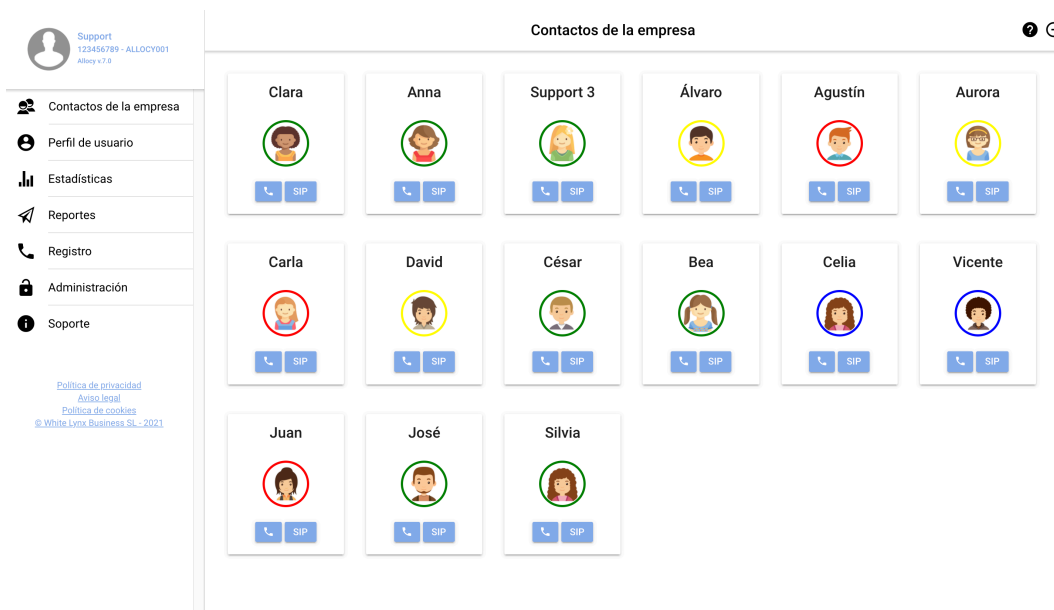 Support
123456789 - ALLOCY001
Allocy v.7.0
Contactos de la empresa
Perfil de usuario
Estadísticas
Reportes
Registro
Administración
Soporte
Política de privacidad
Aviso legal
Política de cookies
© White Lynx Business SL - 2021
Contactos de la empresa
Clara
SIP
Anna
SIP
Support 3
SIP
Álvaro
SIP
Agustín
SIP
Aurora
SIP
Carla
SIP
David
SIP
César
SIP
Bea
SIP
Celia
SIP
Vicente
SIP
Juan
SIP
José
SIP
Silvia
SIP